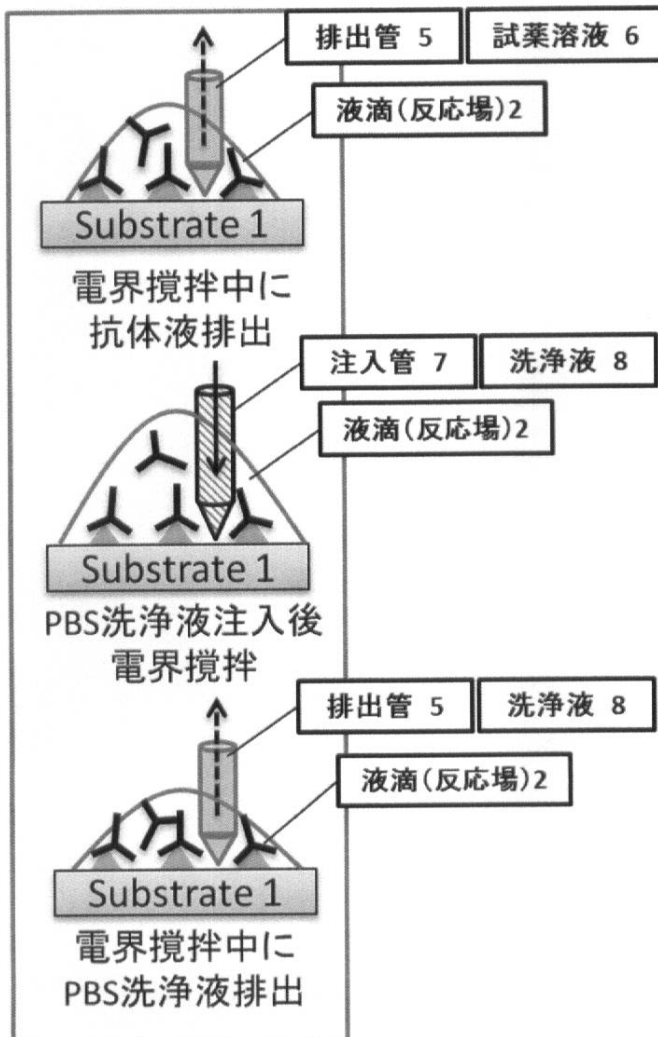 排出管 5
試薬溶液 6
液滴(反応場)2
Substrate 1
電界撹拌中に
抗体液排出
注入管 7
洗浄液 8
液滴(反応場)2
Substrate 1
PBS洗浄液注入後
電界撹拌
排出管 5
洗浄液 8
液滴(反応場)2
Substrate 1
電界撹拌中に
PBS洗浄液排出